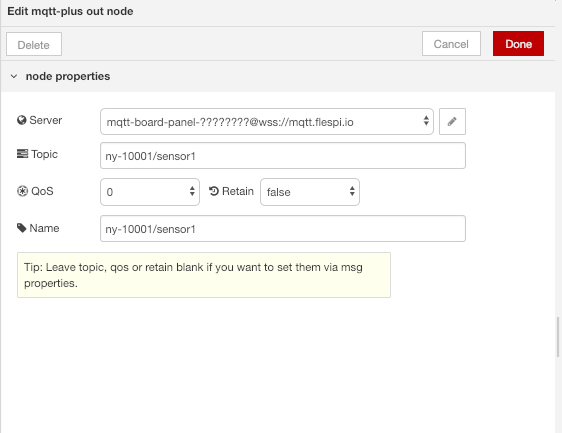 Edit mqtt-plus out node
Delete
Cancel
Done
node properties
Server
mqtt-board-panel-????????@wss://mqtt.flespi.io
Topic
ny-10001/sensor1
QoS
0
Retain
false
Name
ny-10001/sensor1
Tip: Leave topic, qos or retain blank if you want to set them via msg
properties.